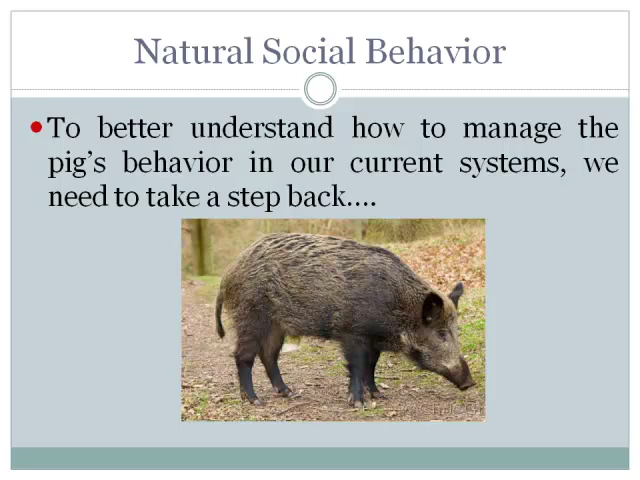 Natural Social Behavior
To better understand how to manage the
pig's behavior in our current systems, we
need to take a step back....